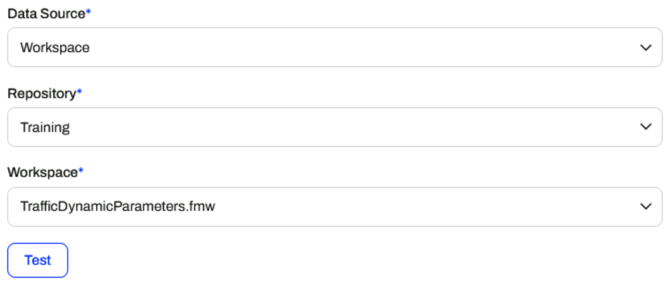 Data Source*
Workspace
Repository*
Training
Workspace*
TrafficDynamicParameters.fmw
Test